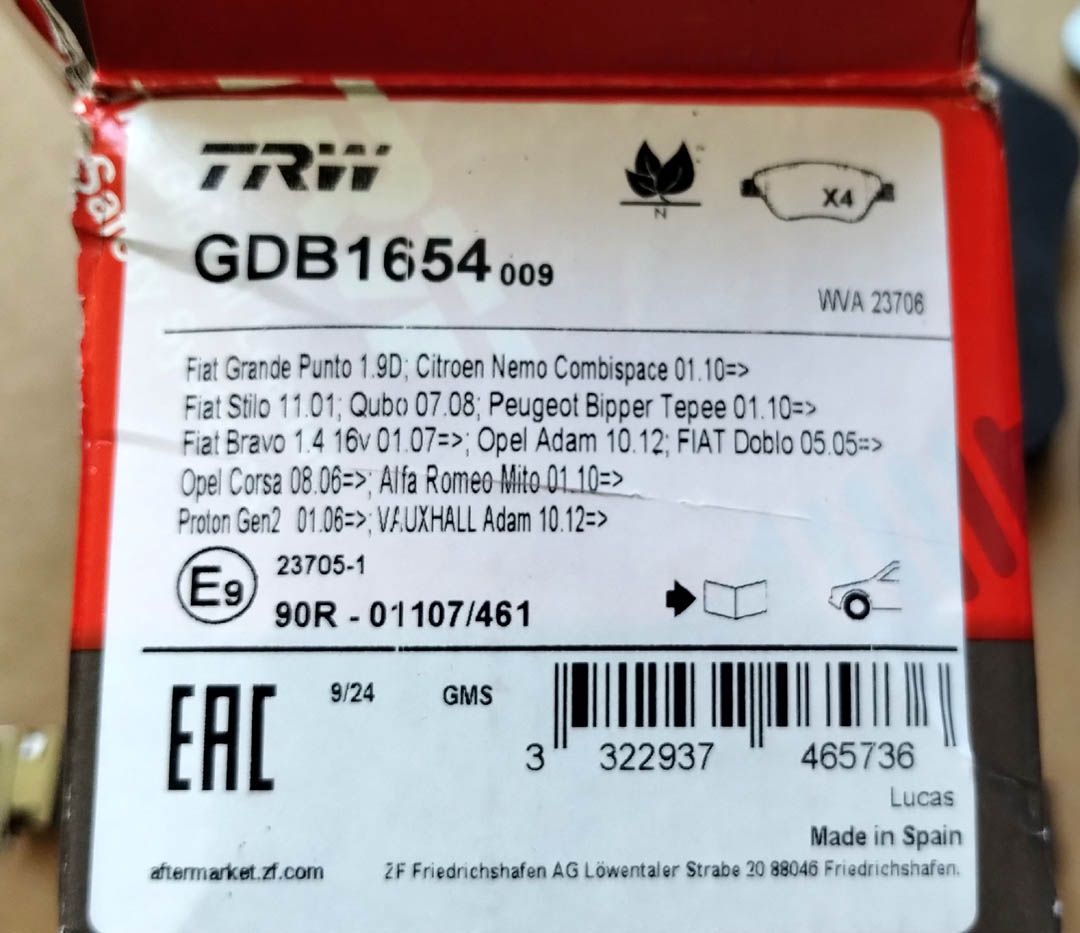 TRW
N
X4
GDB1654 009
WVA 23706
Fiat Grande Punto 1.9D; Citroen Nemo Combispace 01.10=>
Fiat Stilo 11.01; Qubo 07.08; Peugeot Bipper Tepee 01.10=>
Fiat Bravo 1.4 16v 01.07=>; Opel Adam 10.12; FIAT Doblo 05.05=>
Opel Corsa 08.06=>; Alfa Romeo Mito 01.10=>
Proton Gen2 01.06=>; VAUXHALL Adam 10.12=>
E9
23705-1
90R - 01107/461
EAC
9/24 GMS
3 322937 465736
Lucas
Made in Spain
aftermarket.zf.com
ZF Friedrichshafen AG Löwentaler Strabe 20 88046 Friedrichshafen.